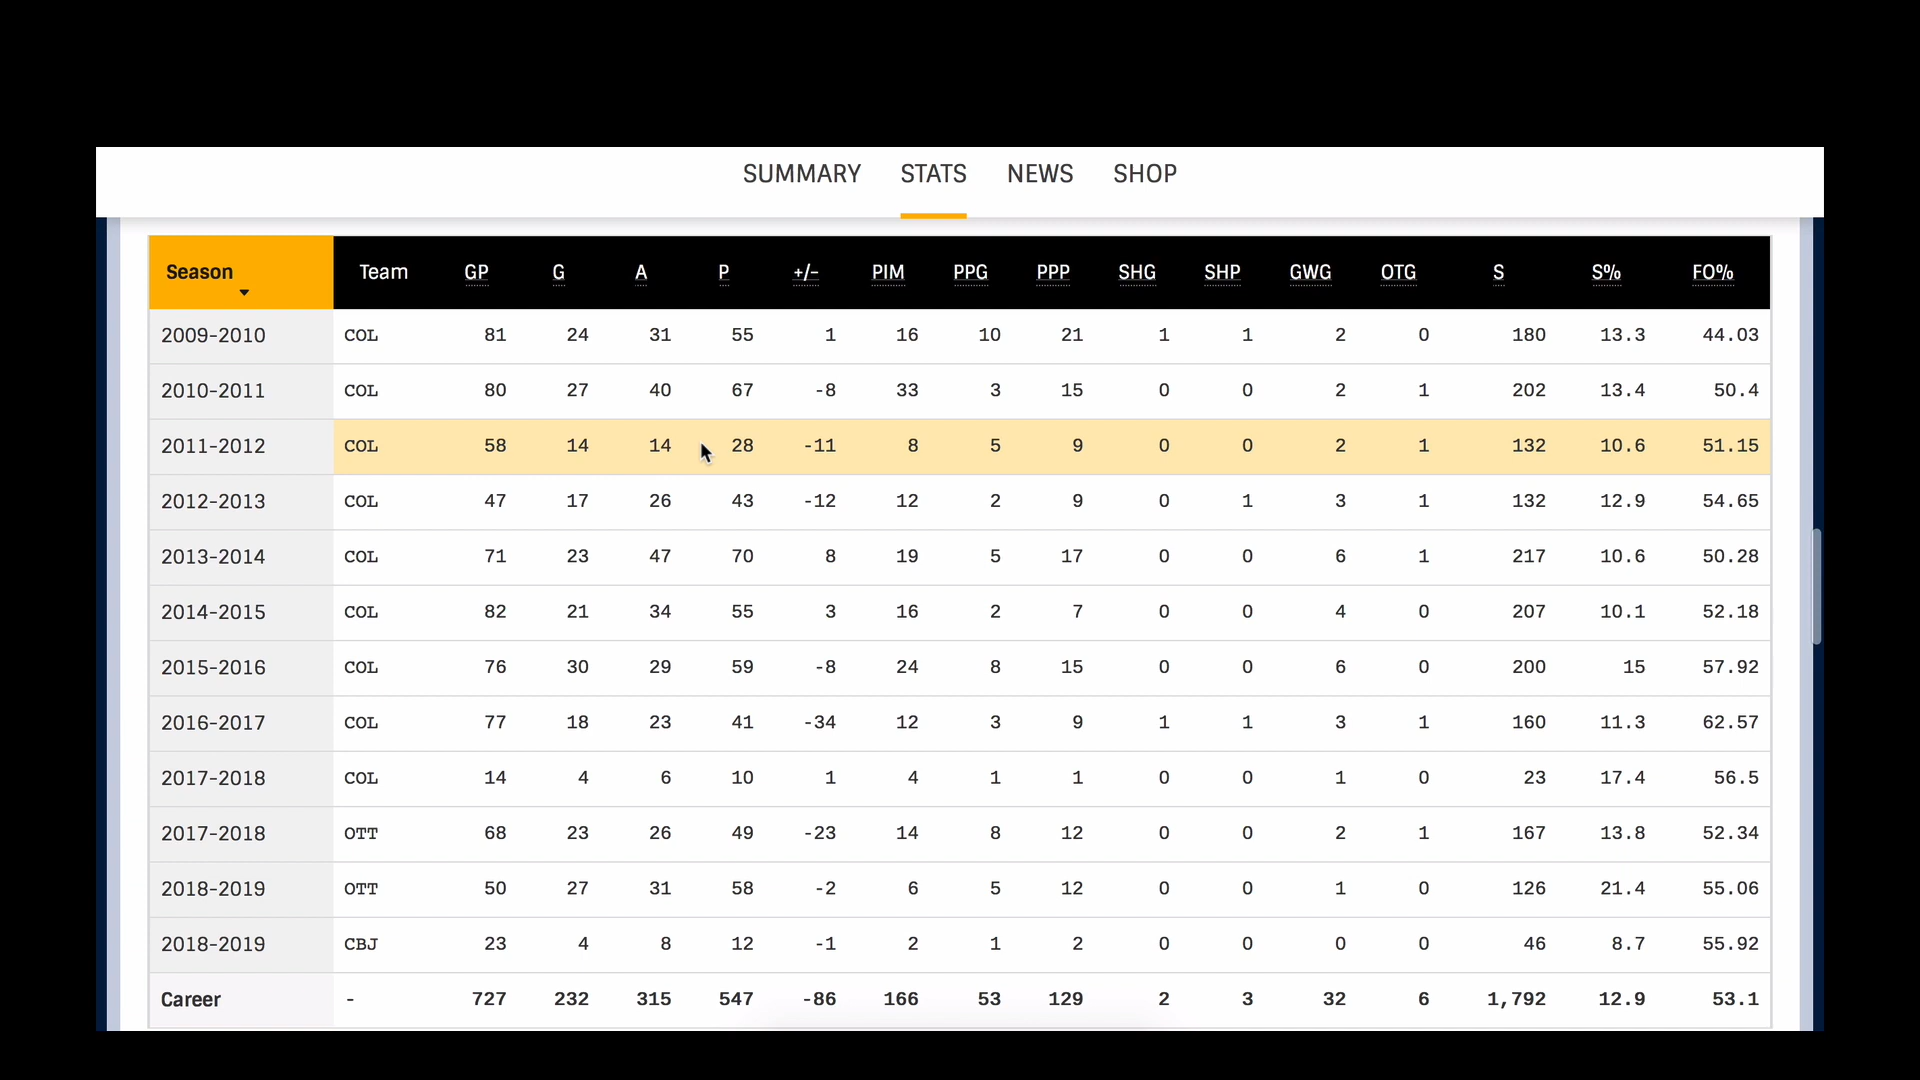 SUMMARY STATS NEWS SHOP
Season Team GP G A P +/- PIM PPG PPP SHG SHP GWG OTG S S% FO%
2009-2010 COL 81 24 31 55 1 16 10 21 1 1 2 0 180 13.3 44.03
2010-2011 COL 80 27 40 67 -8 33 3 15 0 0 2 1 202 13.4 50.4
2011-2012 COL 58 14 14 28 -11 8 5 9 0 0 2 1 132 10.6 51.15
2012-2013 COL 47 17 26 43 -12 12 2 9 0 1 3 1 132 12.9 54.65
2013-2014 COL 71 23 47 70 8 19 5 17 0 0 6 1 217 10.6 50.28
2014-2015 COL 82 21 34 55 3 16 2 7 0 0 4 0 207 10.1 52.18
2015-2016 COL 76 30 29 59 -8 24 8 15 0 0 6 0 200 15 57.92
2016-2017 COL 77 18 23 41 -34 12 3 9 1 1 3 1 160 11.3 62.57
2017-2018 COL 14 4 6 10 1 4 1 1 0 0 1 0 23 17.4 56.5
2017-2018 OTT 68 23 26 49 -23 14 8 12 0 0 2 1 167 13.8 52.34
2018-2019 OTT 50 27 31 58 -2 6 5 12 0 0 1 0 126 21.4 55.06
2018-2019 CBJ 23 4 8 12 -1 2 1 2 0 0 0 0 46 8.7 55.92
Career - 727 232 315 547 -86 166 53 129 2 3 32 6 1,792 12.9 53.1